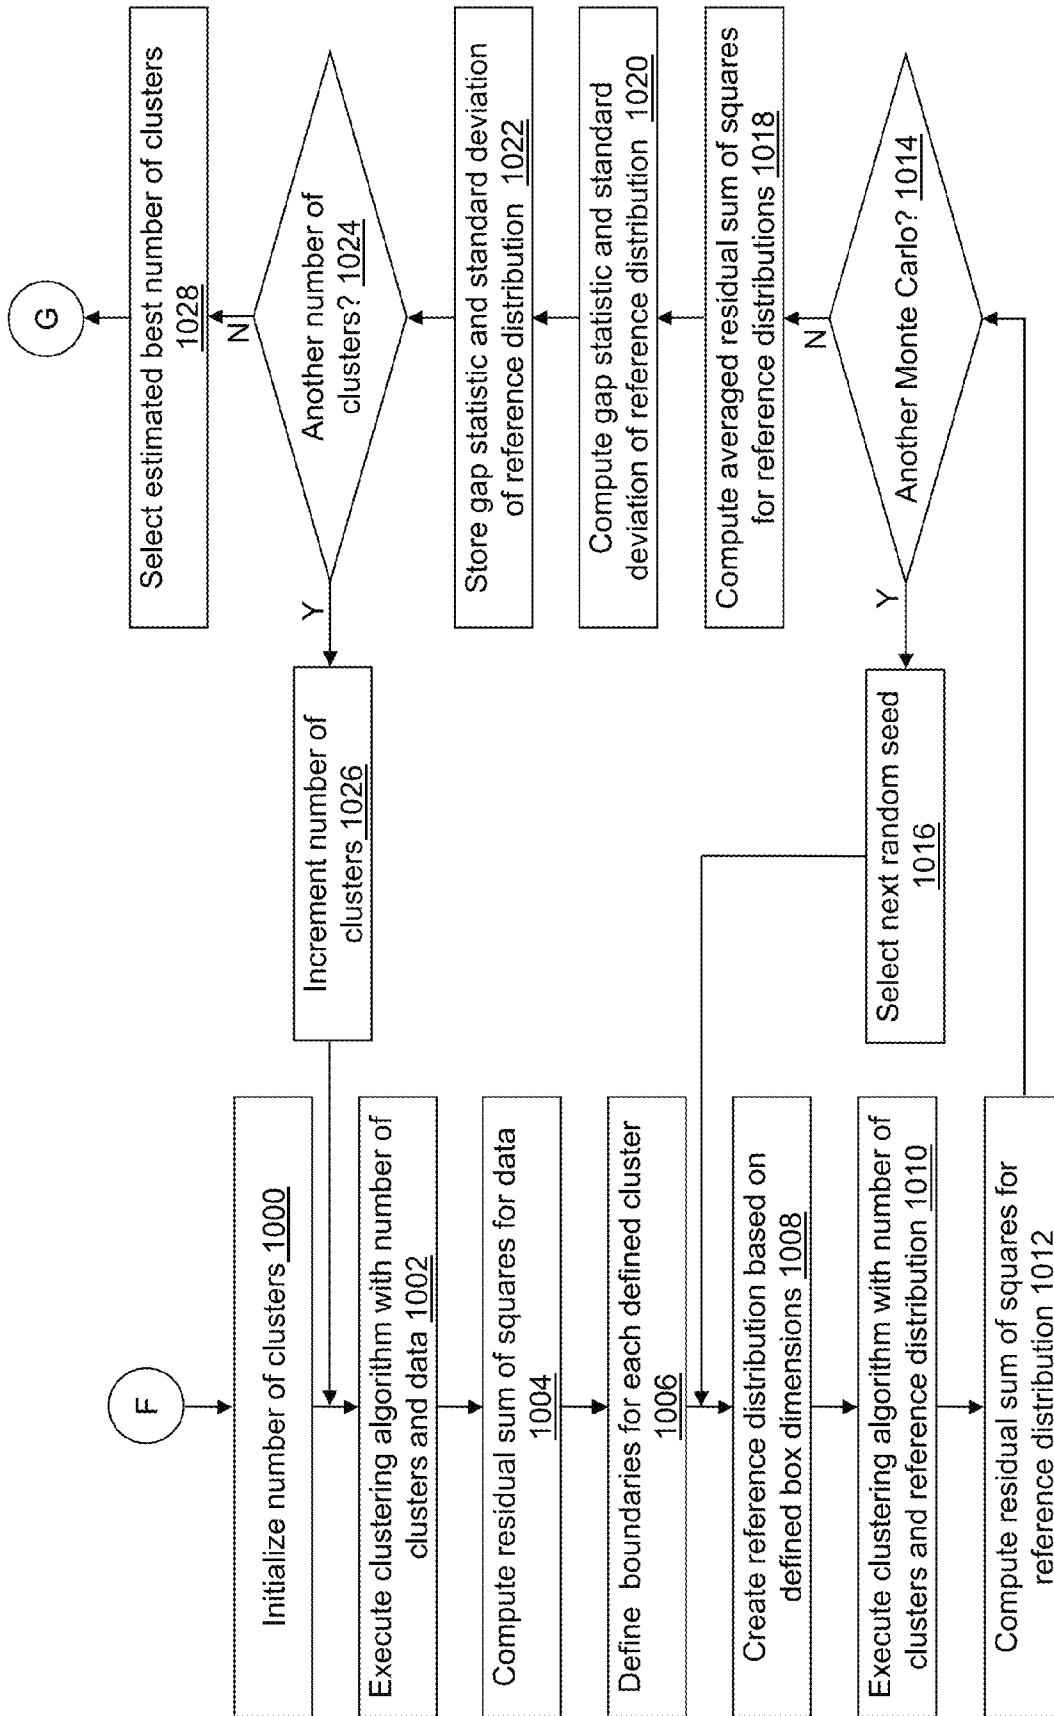 F
Initialize number of clusters 1000
Execute clustering algorithm with number of
clusters and data 1002
Compute residual sum of squares for data
1004
Define boundaries for each defined cluster
1006
Create reference distribution based on
defined box dimensions 1008
Execute clustering algorithm with number of
clusters and reference distribution 1010
Compute residual sum of squares for
reference distribution 1012
Increment number of
clusters 1026
Select next random seed
1016
G
Select estimated best number of clusters
1028
N
Another number of
clusters? 1024
Y
Store gap statistic and standard deviation
of reference distribution 1022
Compute gap statistic and standard
deviation of reference distribution 1020
Compute averaged residual sum of squares
for reference distributions 1018
N
Another Monte Carlo? 1014
Y